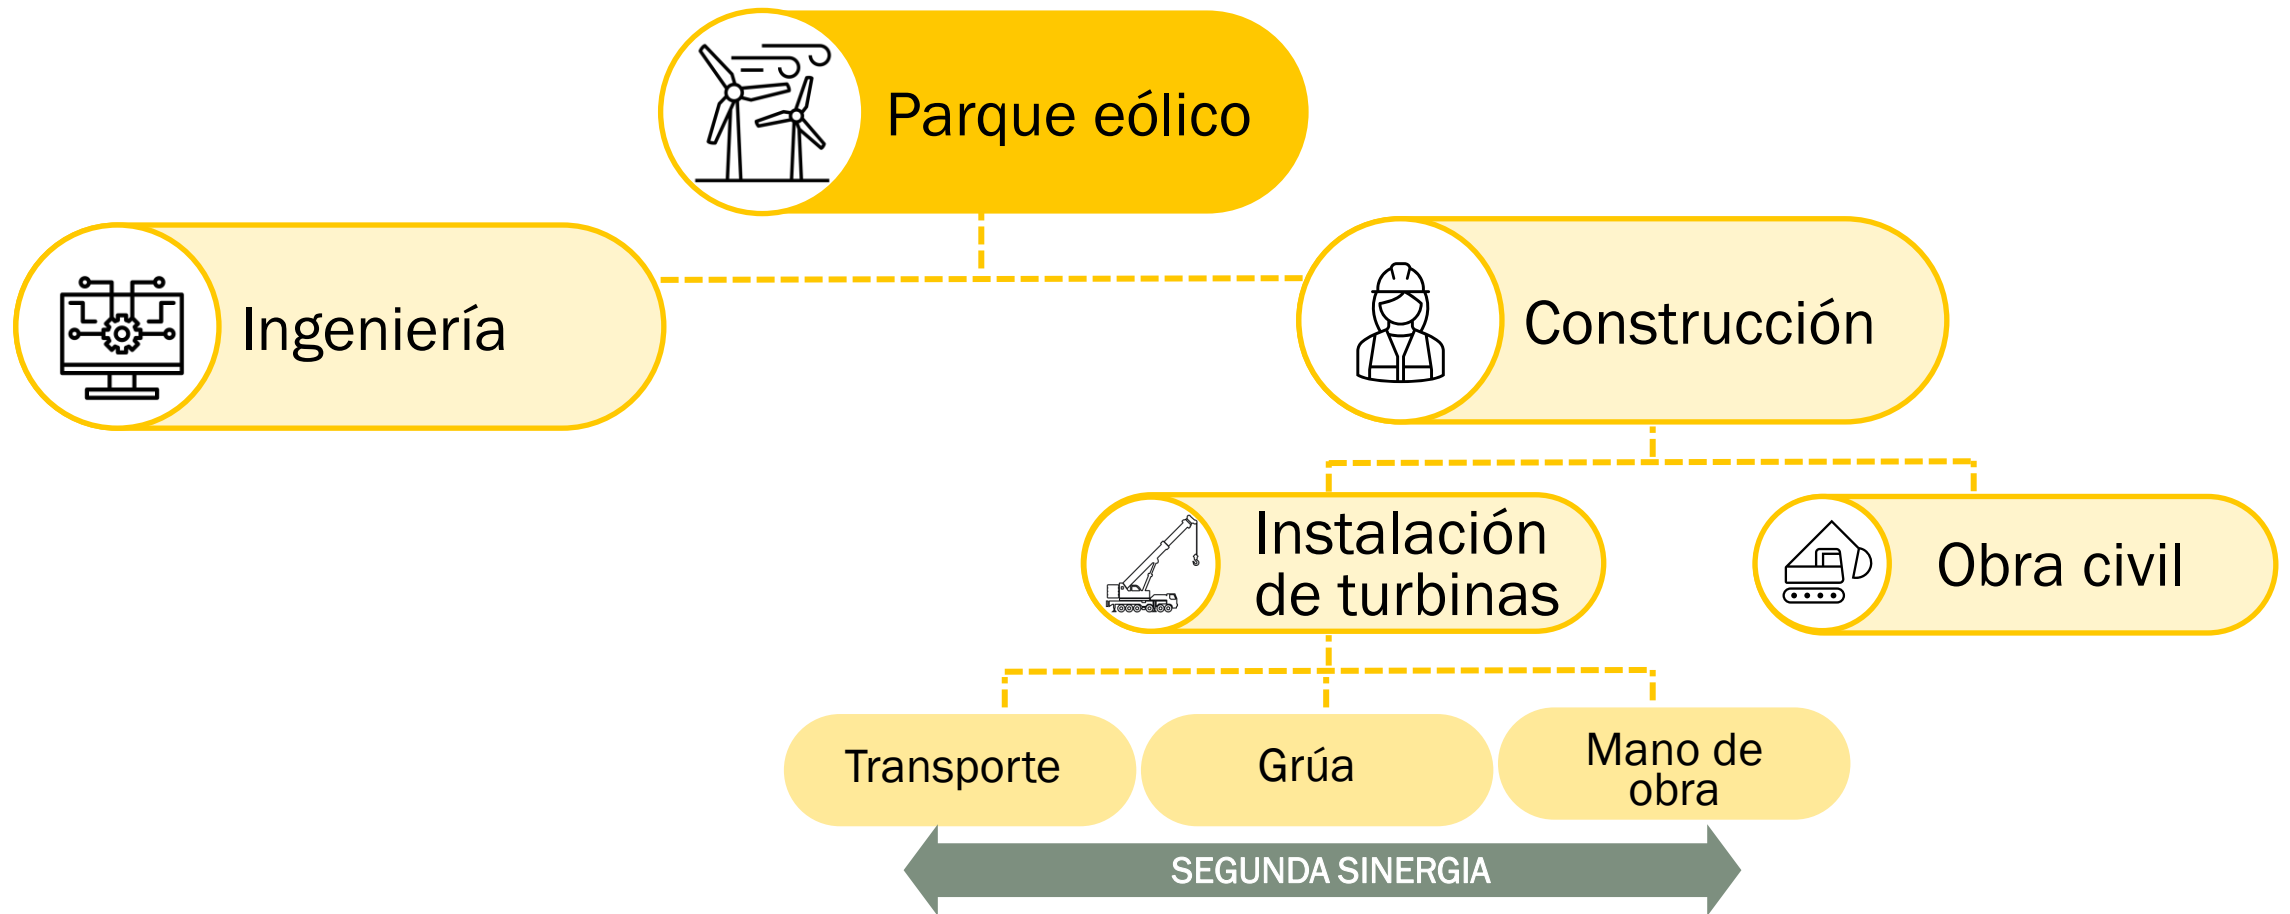 Parque eólico
Ingeniería
Construcción
Instalación
de turbinas
Obra civil
Transporte
Grúa
Mano de
obra
SEGUNDA SINERGIA